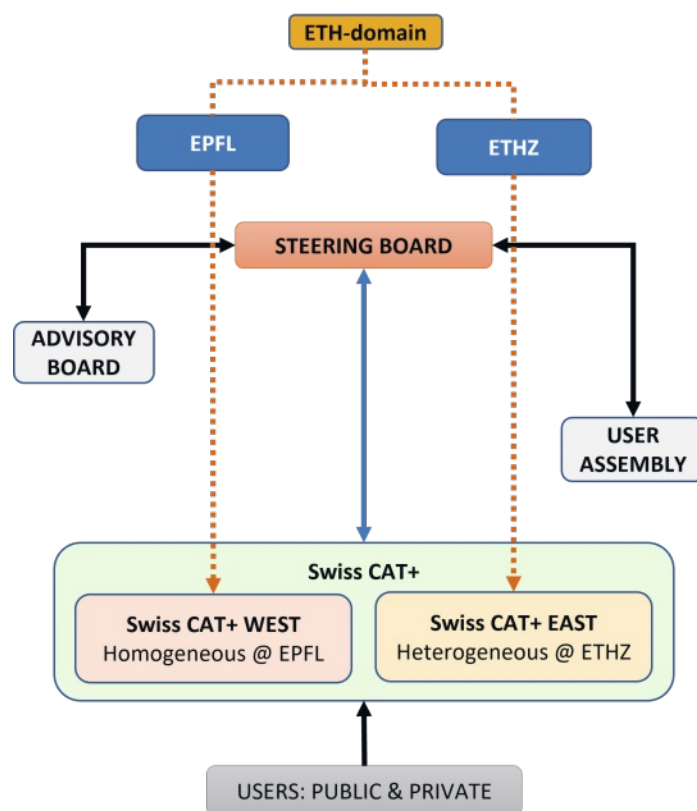 ETH-domain
EPFL
ETHZ
STEERING BOARD
ADVISORY
BOARD
USER
ASSEMBLY
Swiss CAT+
Swiss CAT+ WEST
Homogeneous @ EPFL
Swiss CAT+ EAST
Heterogeneous @ ETHZ
USERS: PUBLIC & PRIVATE